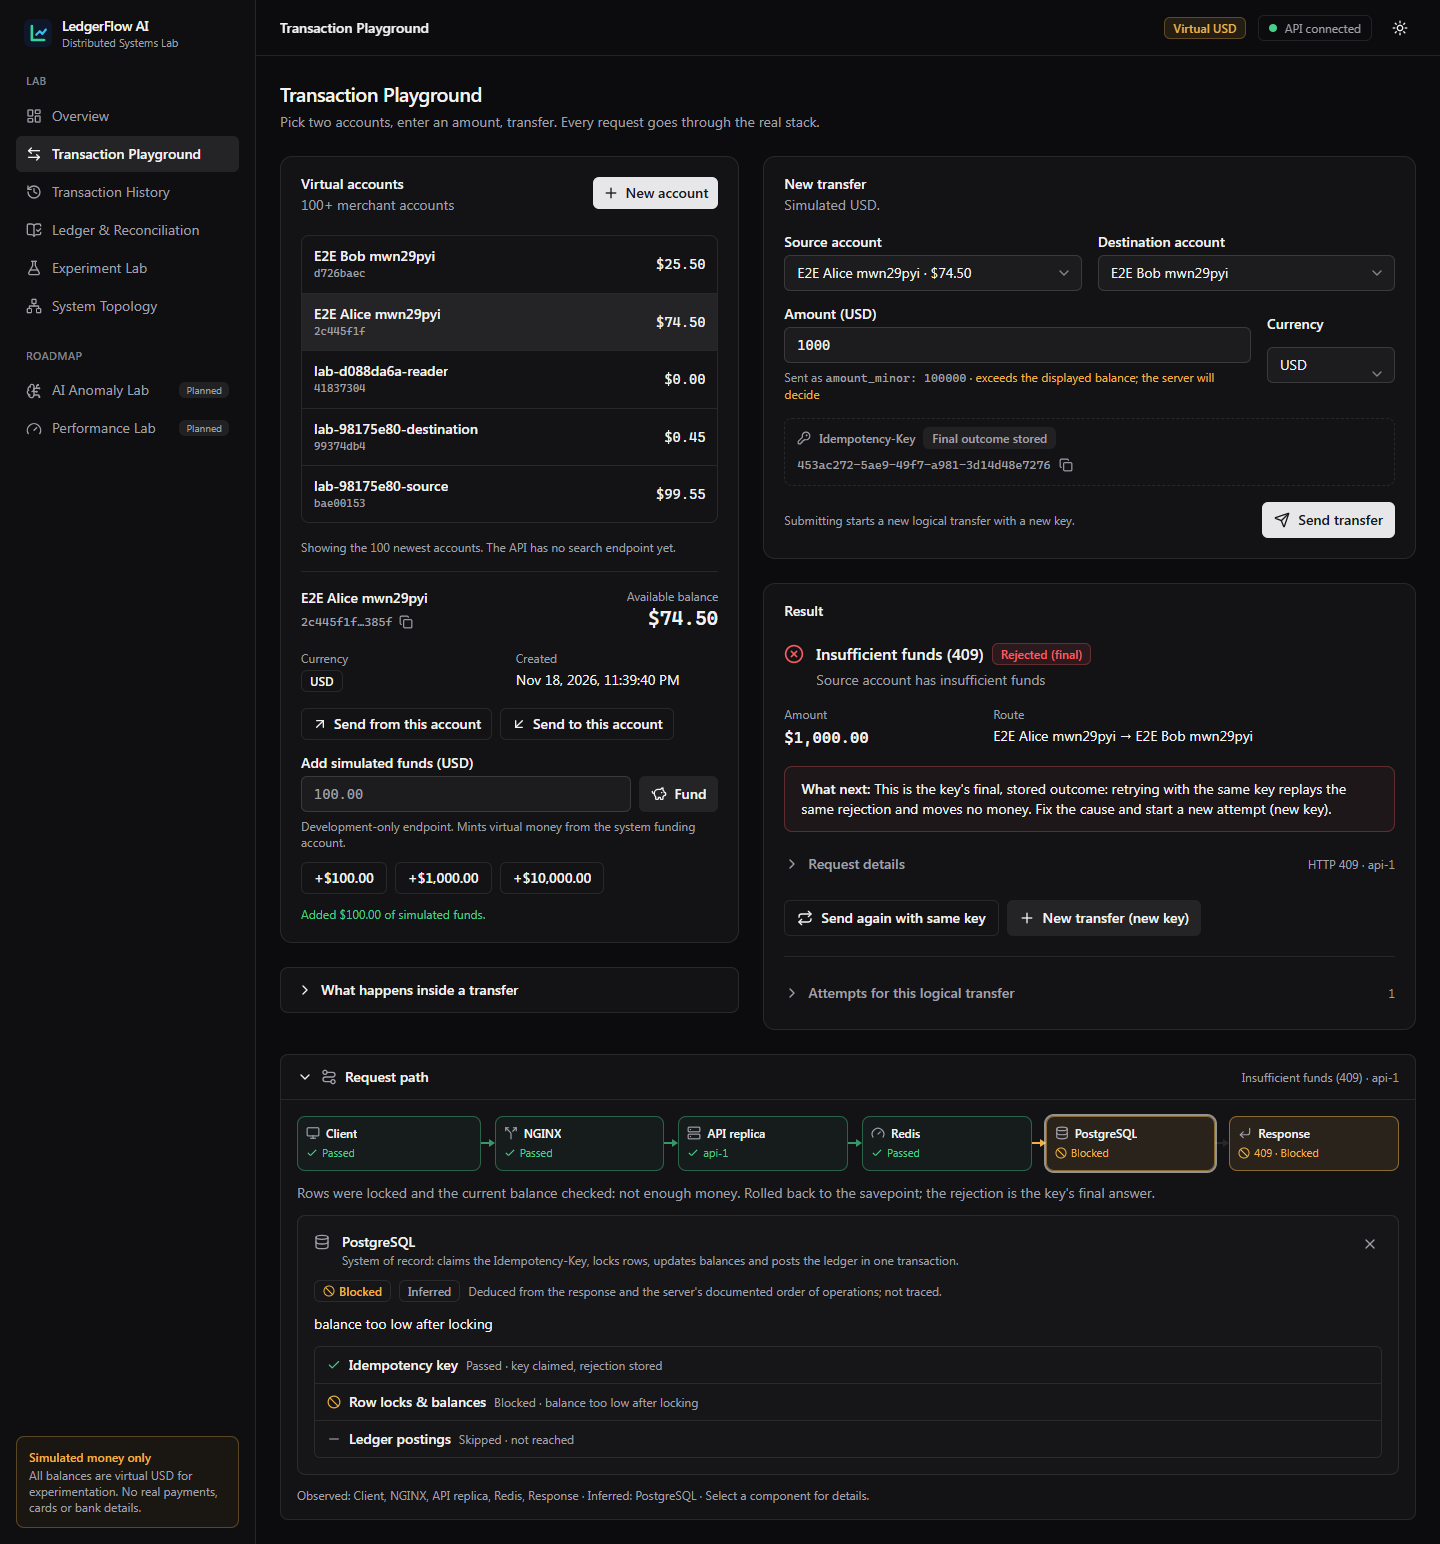 LedgerFlow AI
Distributed Systems Lab
LAB
Overview
Transaction Playground
Transaction History
Ledger & Reconciliation
Experiment Lab
System Topology
ROADMAP
AI Anomaly Lab Planned
Performance Lab Planned
Simulated money only
All balances are virtual USD for
experimentation. No real payments,
cards or bank details.
Transaction Playground
Virtual USD
API connected
Transaction Playground
Pick two accounts, enter an amount, transfer. Every request goes through the real stack.
Virtual accounts
100+ merchant accounts
New account
E2E Bob mwn29pyi
d726baec
$25.50
E2E Alice mwn29pyi
2c445f1f
$74.50
lab-d088da6a-reader
41837304
$0.00
lab-98175e80-destination
99374db4
$0.45
lab-98175e80-source
bae00153
$99.55
Showing the 100 newest accounts. The API has no search endpoint yet.
E2E Alice mwn29pyi
2c445f1f…385f
Available balance
$74.50
Currency
USD
Created
Nov 18, 2026, 11:39:40 PM
Send from this account
Send to this account
Add simulated funds (USD)
100.00
Fund
Development-only endpoint. Mints virtual money from the system funding
account.
+$100.00
+$1,000.00
+$10,000.00
Added $100.00 of simulated funds.
What happens inside a transfer
New transfer
Simulated USD.
Source account
E2E Alice mwn29pyi · $74.50
Destination account
E2E Bob mwn29pyi
Amount (USD)
1000
Currency
USD
Sent as amount_minor: 100000 · exceeds the displayed balance; the server will
decide
Idempotency-Key Final outcome stored
453ac272-5ae9-49f7-a981-3d14d48e7276
Submitting starts a new logical transfer with a new key.
Send transfer
Result
Insufficient funds (409) Rejected (final)
Source account has insufficient funds
Amount
$1,000.00
Route
E2E Alice mwn29pyi → E2E Bob mwn29pyi
What next: This is the key's final, stored outcome: retrying with the same key replays the
same rejection and moves no money. Fix the cause and start a new attempt (new key).
Request details
HTTP 409 · api-1
Send again with same key
New transfer (new key)
Attempts for this logical transfer
1
Request path
Insufficient funds (409) · api-1
Client
Passed
NGINX
Passed
API replica
api-1
Redis
Passed
PostgreSQL
Blocked
Response
409 · Blocked
Rows were locked and the current balance checked: not enough money. Rolled back to the savepoint; the rejection is the key's final answer.
PostgreSQL
System of record: claims the Idempotency-Key, locks rows, updates balances and posts the ledger in one transaction.
Blocked Inferred Deduced from the response and the server's documented order of operations; not traced.
balance too low after locking
Idempotency key Passed · key claimed, rejection stored
Row locks & balances Blocked · balance too low after locking
Ledger postings Skipped · not reached
Observed: Client, NGINX, API replica, Redis, Response · Inferred: PostgreSQL · Select a component for details.